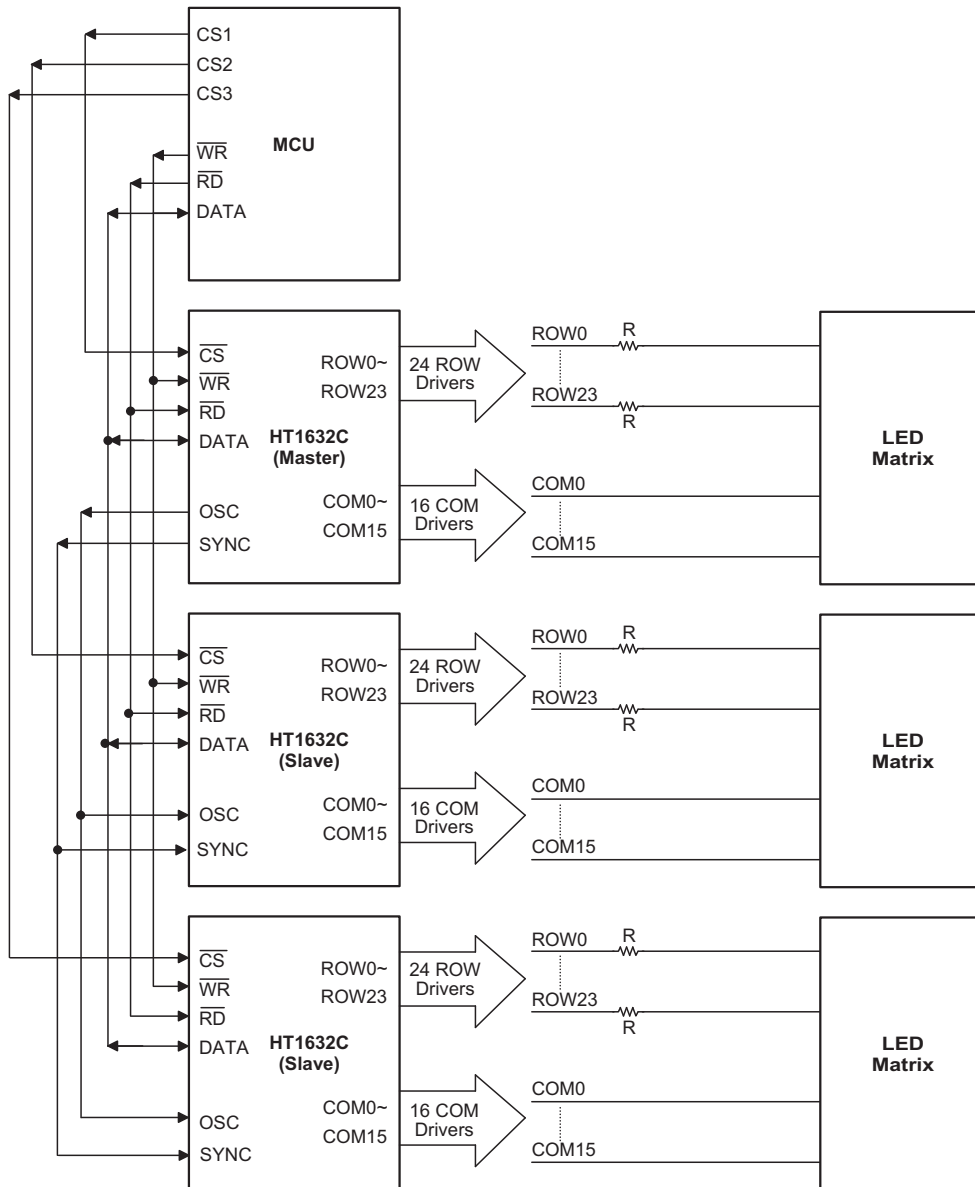 CS1
CS2
CS3
MCU
WR
RD
DATA
CS
WR
RD
DATA
OSC
SYNC
HT1632C
(Master)
ROW0~
ROW23
COM0~
COM15
24 ROW
Drivers
16 COM
Drivers
ROW0
R
ROW23
R
COM0
COM15
LED
Matrix
CS
WR
RD
DATA
OSC
SYNC
HT1632C
(Slave)
ROW0~
ROW23
COM0~
COM15
24 ROW
Drivers
16 COM
Drivers
ROW0
R
ROW23
R
COM0
COM15
LED
Matrix
CS
WR
RD
DATA
OSC
SYNC
HT1632C
(Slave)
ROW0~
ROW23
COM0~
COM15
24 ROW
Drivers
16 COM
Drivers
ROW0
R
ROW23
R
COM0
COM15
LED
Matrix